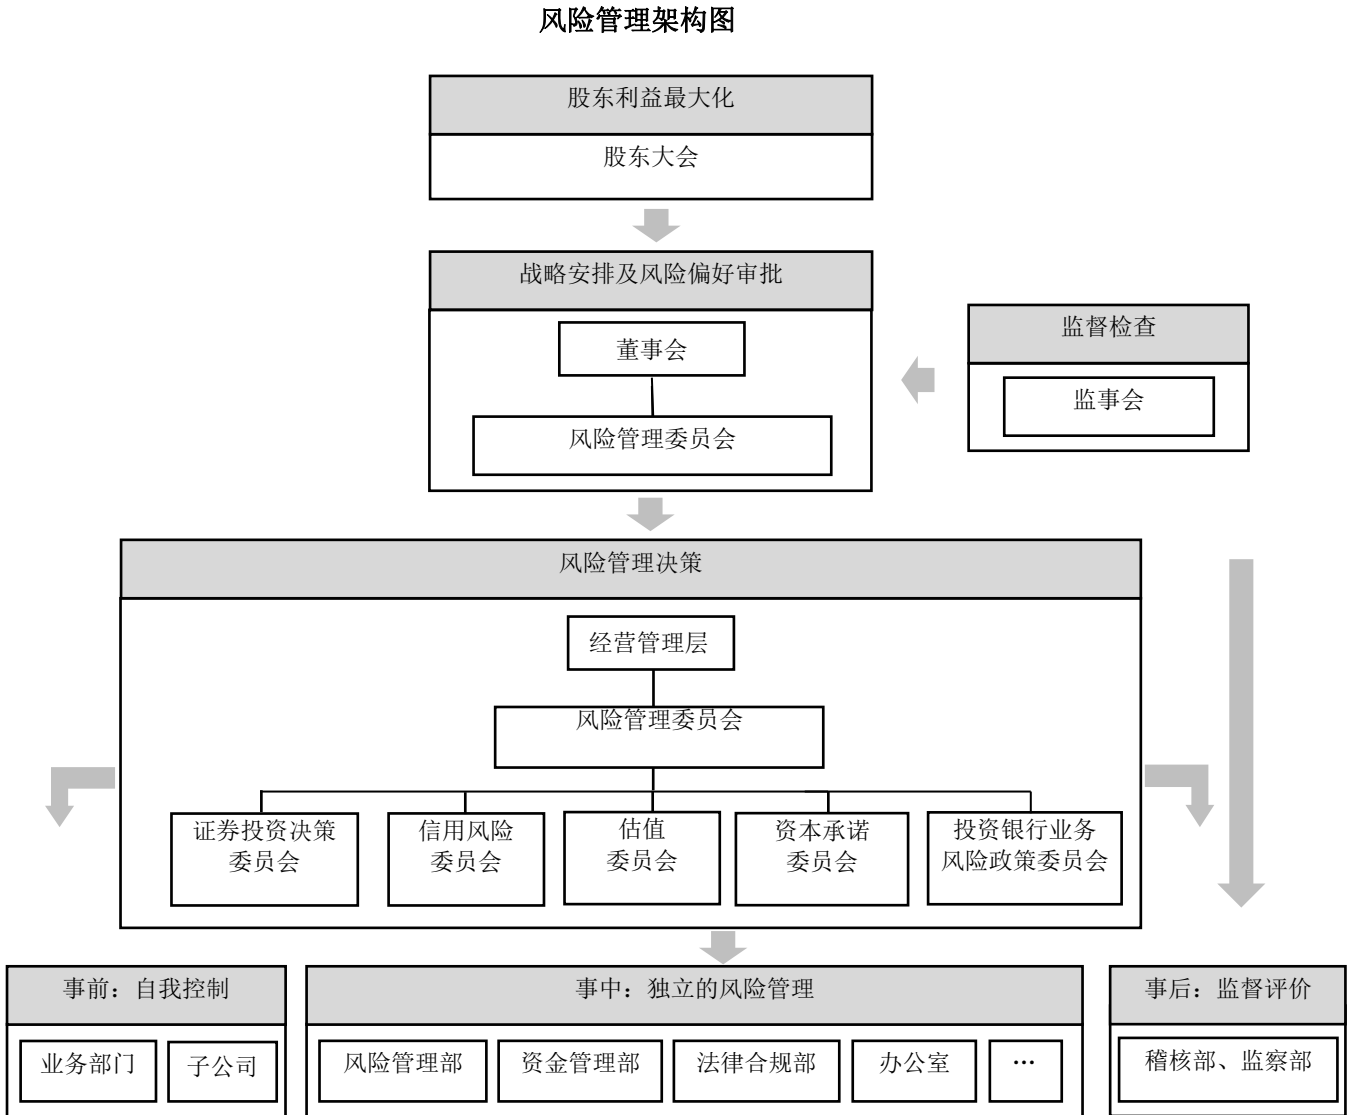 风险管理架构图
股东利益最大化
股东大会
战略安排及风险偏好审批
董事会
风险管理委员会
监督检查
监事会
风险管理决策
经营管理层
风险管理委员会
证券投资决策
委员会
信用风险
委员会
估值
委员会
资本承诺
委员会
投资银行业务
风险政策委员会
事前：自我控制
业务部门
子公司
事中：独立的风险管理
风险管理部
资金管理部
法律合规部
办公室
…
事后：监督评价
稽核部、监察部